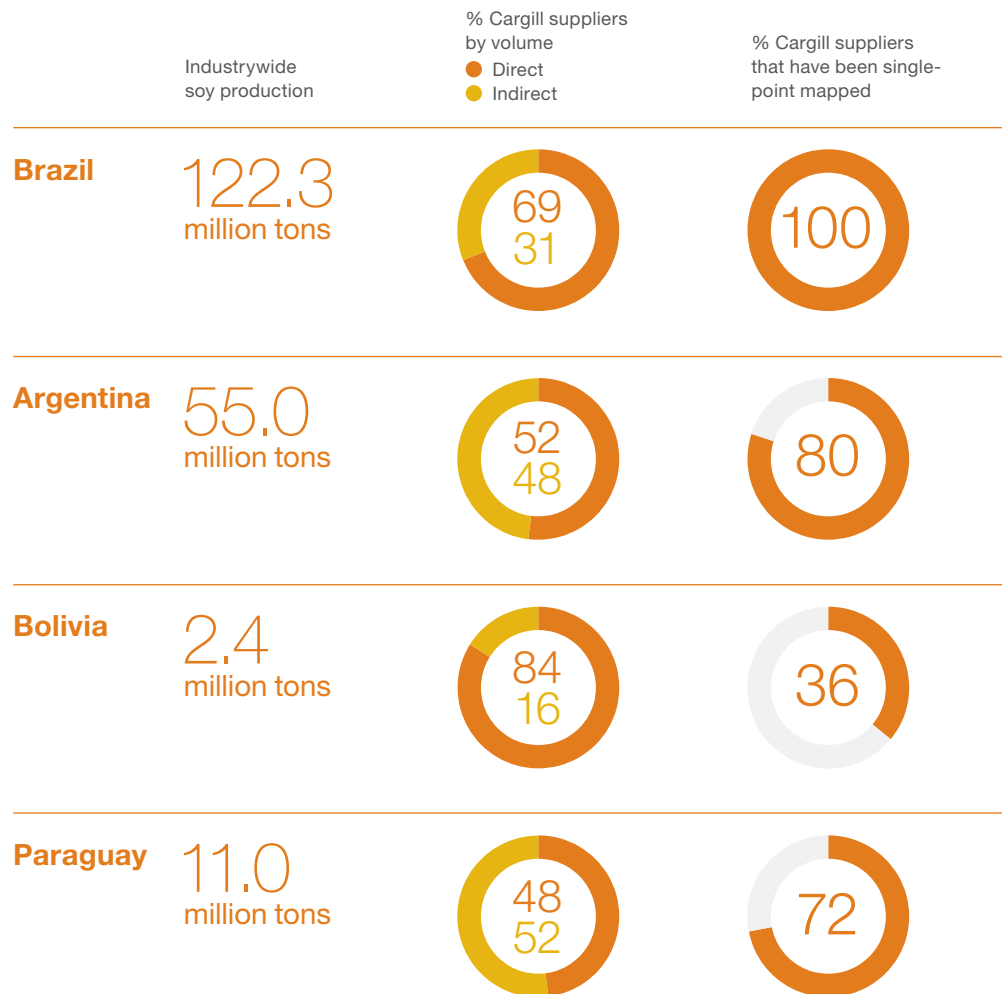 Industrywide
soy production
% Cargill suppliers
by volume
Direct
Indirect
% Cargill suppliers
that have been single-
point mapped
Brazil
122.3
million tons
69
31
100
Argentina
55.0
million tons
52
48
80
Bolivia
2.4
million tons
84
16
36
Paraguay
11.0
million tons
48
52
72